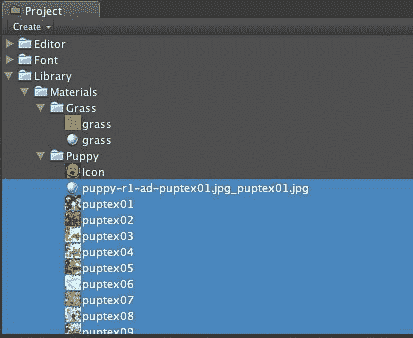 Project
Create
Editor
Font
Library
Materials
Grass
grass
grass
Puppy
Icon
puppy-r1-ad-puptex01.jpg_puptex01.jpg
puptex01
puptex02
puptex03
puptex04
puptex05
puptex06
puptex07
puptex08
puptex09